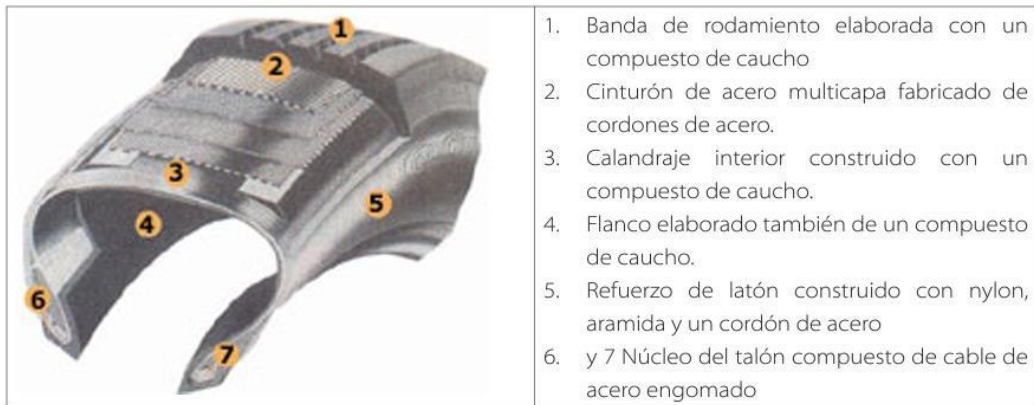 1
2
3
4
5
6
7
1. Banda de rodamiento elaborada con un
compuesto de caucho
2. Cinturón de acero multicapa fabricado de
cordones de acero.
3. Calandraje interior construido con un
compuesto de caucho.
4. Flanco elaborado también de un compuesto
de caucho.
5. Refuerzo de latón construido con nylon,
aramida y un cordón de acero
6. y 7 Núcleo del talón compuesto de cable de
acero engomado